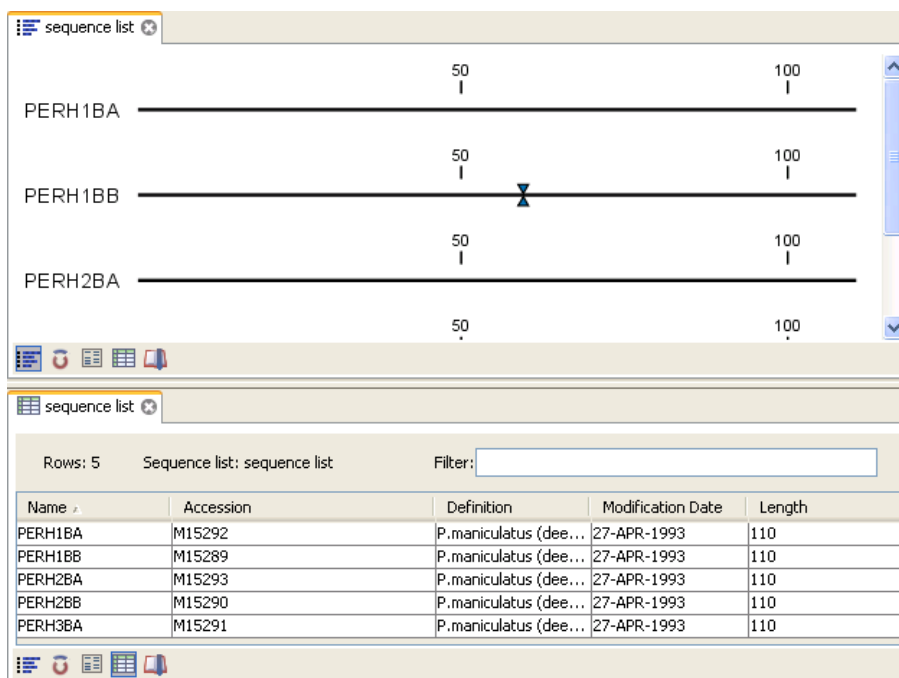 sequence list
50 100
PERH1BA
50 100
PERH1BB
50 100
PERH2BA
50 100
sequence list
Rows: 5 Sequence list: sequence list Filter:
Name Accession Definition Modification Date Length
PERH1BA M15292 P.maniculatus (dee... 27-APR-1993 110
PERH1BB M15289 P.maniculatus (dee... 27-APR-1993 110
PERH2BA M15293 P.maniculatus (dee... 27-APR-1993 110
PERH2BB M15290 P.maniculatus (dee... 27-APR-1993 110
PERH3BA M15291 P.maniculatus (dee... 27-APR-1993 110